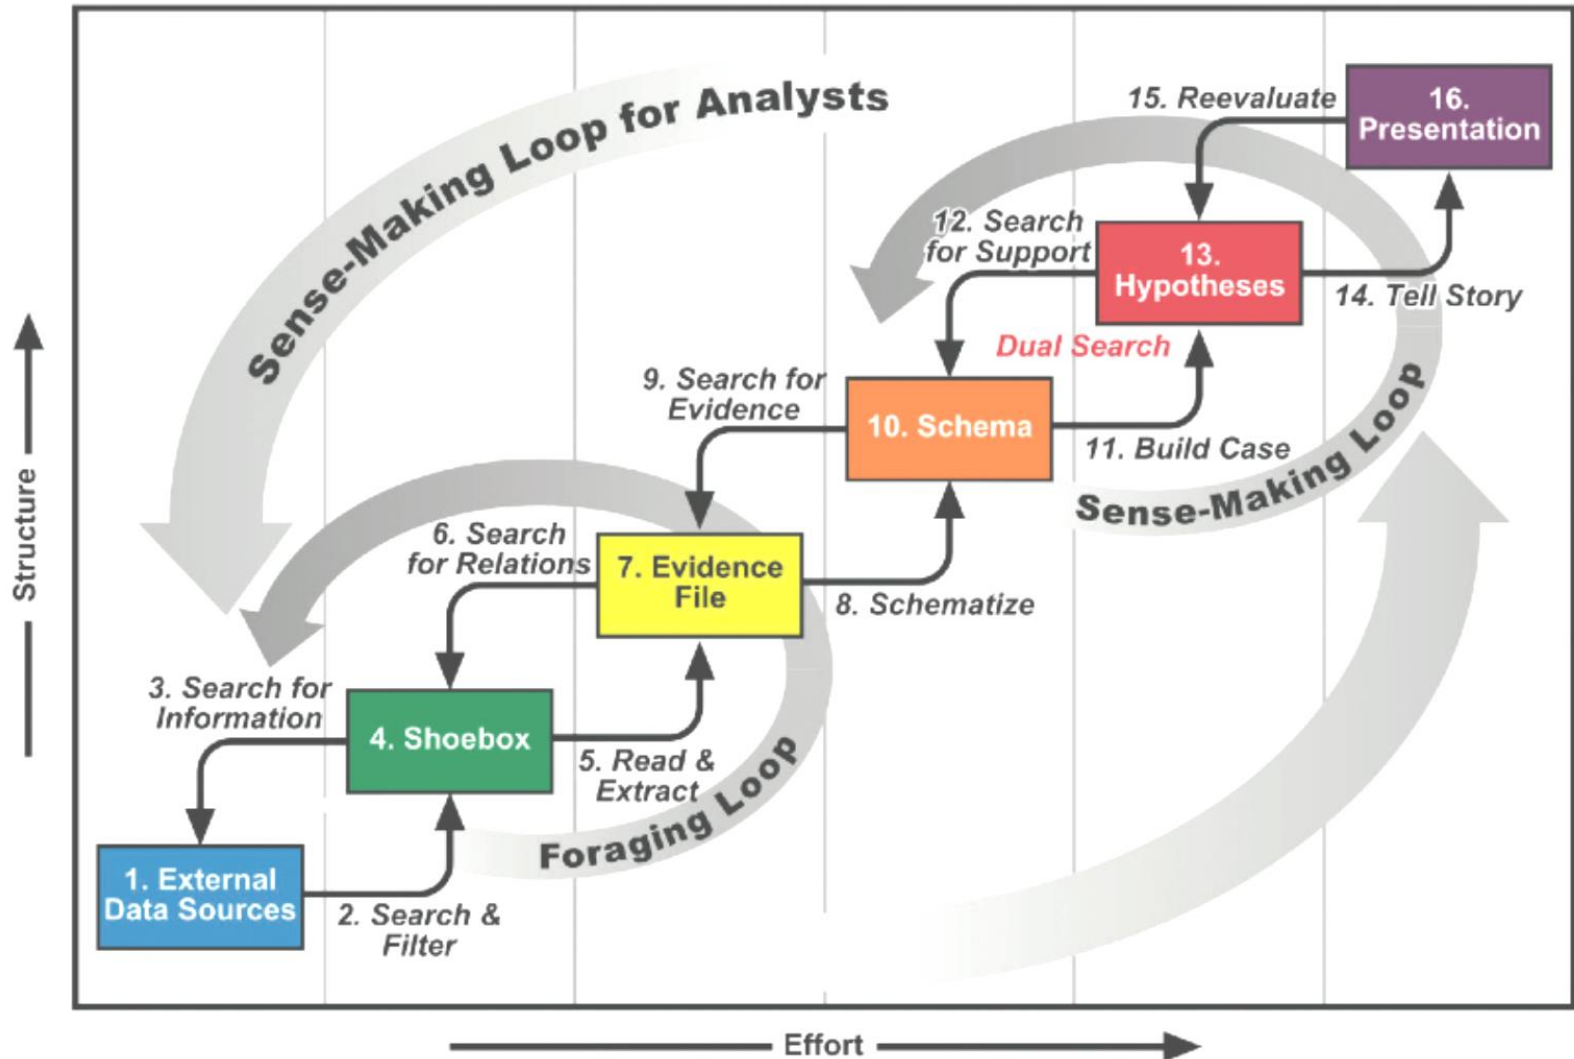 Sense-Making Loop for Analysts
15. Reevaluate
16.
Presentation
12. Search
for Support
13.
Hypotheses
14. Tell Story
Dual Search
9. Search for
Evidence
10. Schema
11. Build Case
Sense-Making Loop
6. Search
for Relations
7. Evidence
File
8. Schematize
3. Search for
Information
4. Shoebox
5. Read &
Extract
Foraging Loop
1. External
Data Sources
2. Search &
Filter
Structure
Effort